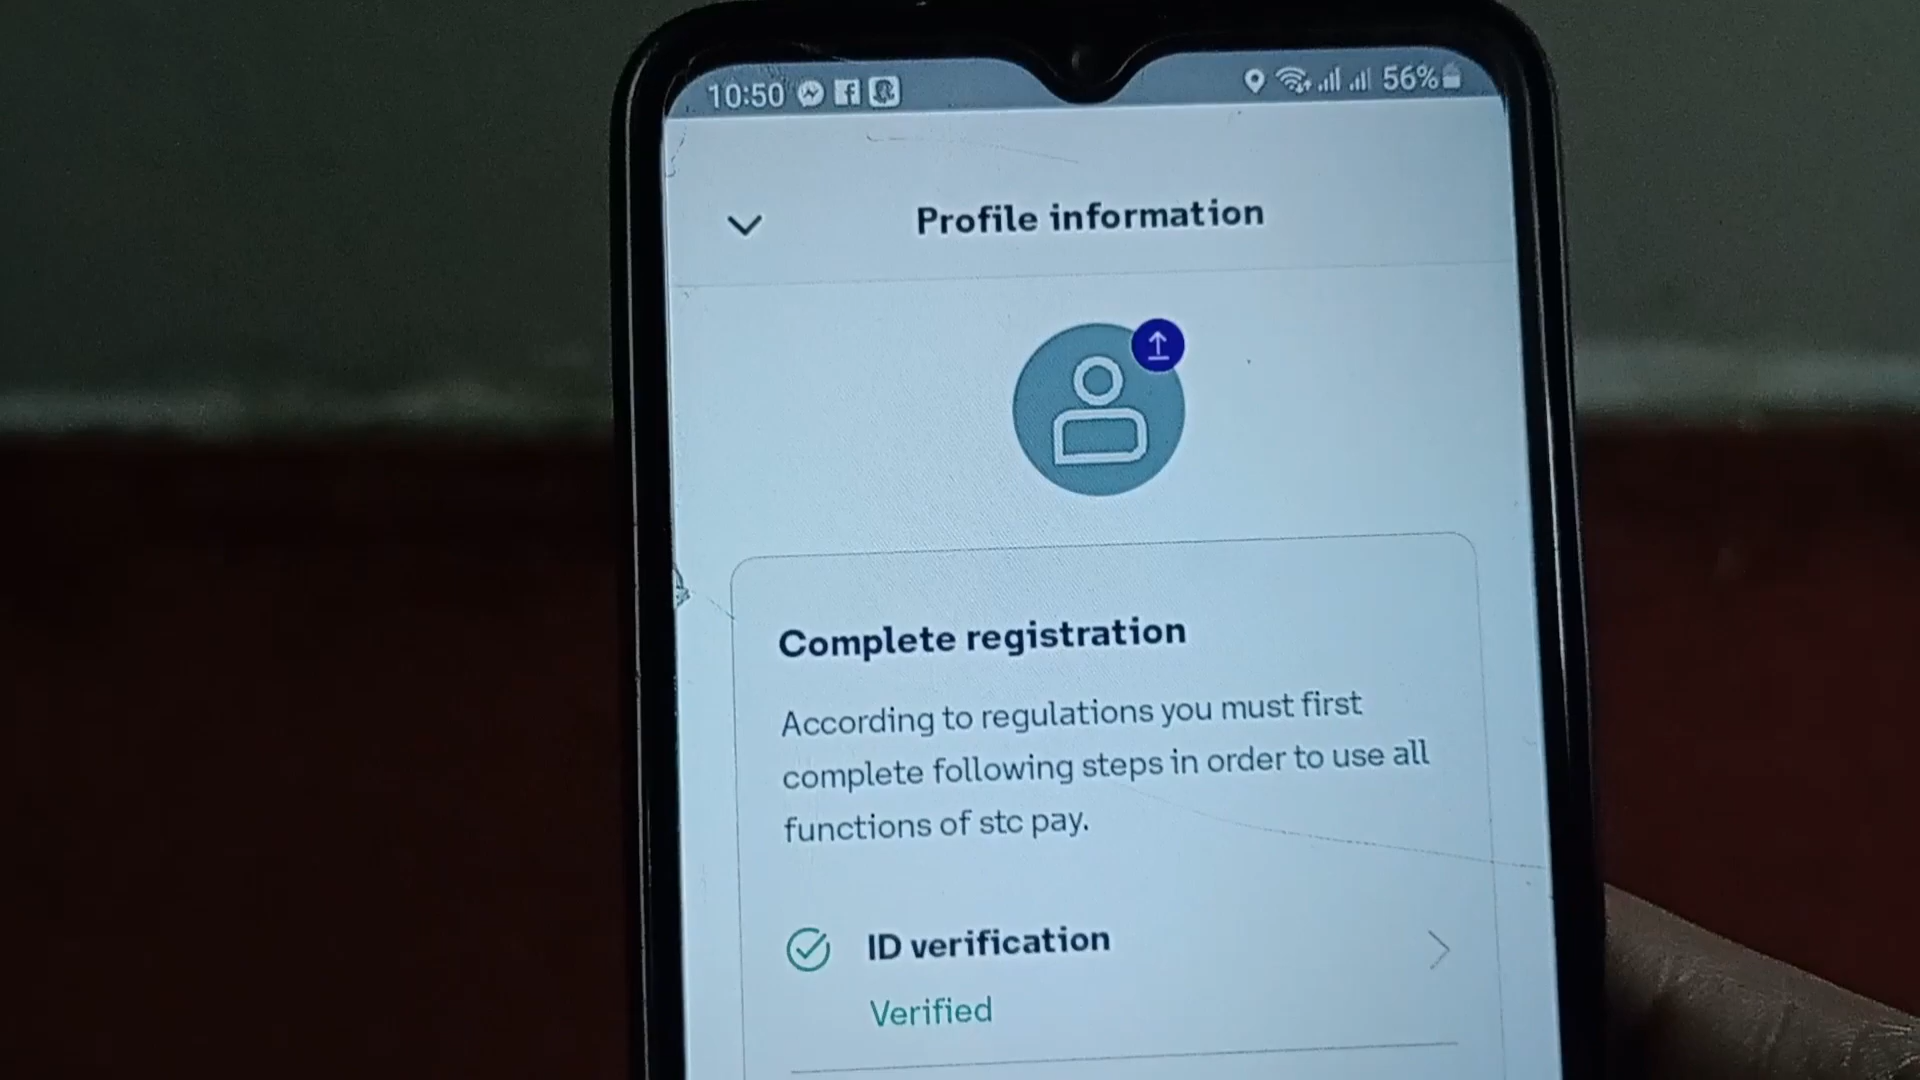 10:50 56%
Profile information
Complete registration
According to regulations you must first
complete following steps in order to use all
functions of stc pay.
ID verification
Verified